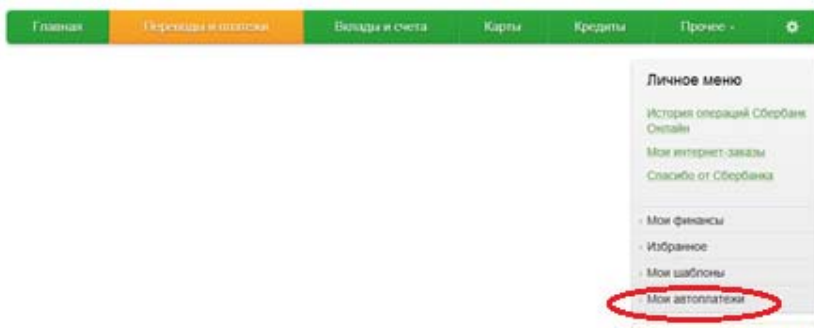 Главная Переводы и платежи Вклады и счета Карты Кредиты Прочее
Личное меню
История операций Сбербанк
Онлайн
Мои интернет-заказы
Спасибо от Сбербанка
Мои финансы
Избранное
Мои шаблоны
Мои автоплатежи